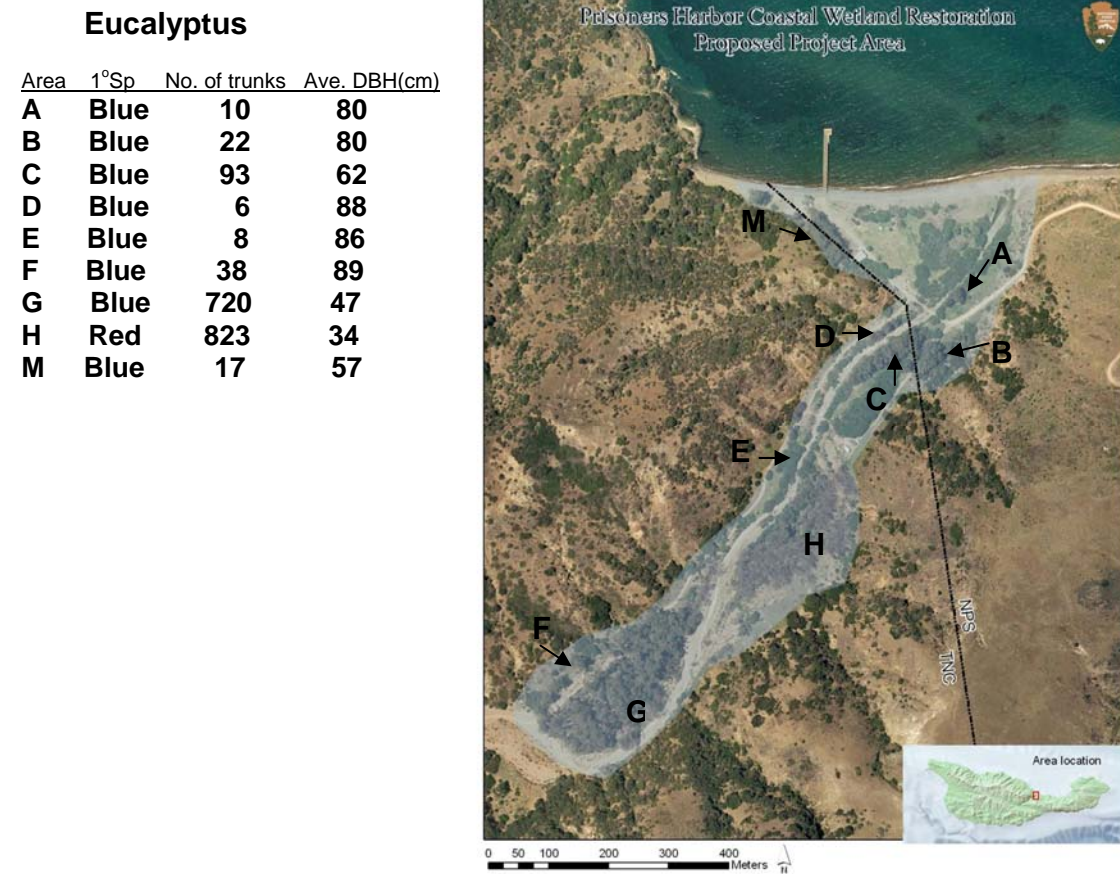 Eucalyptus
Area 1°Sp No. of trunks Ave. DBH(cm)
A Blue 10 80
B Blue 22 80
C Blue 93 62
D Blue 6 88
E Blue 8 86
F Blue 38 89
G Blue 720 47
H Red 823 34
M Blue 17 57
Prisoners Harbor Coastal Wetland Restoration
Proposed Project Area
M
A
D
B
C
E
H
F
G
NPS
TNC
Area location
0 50 100 200 300 400
Meters
N